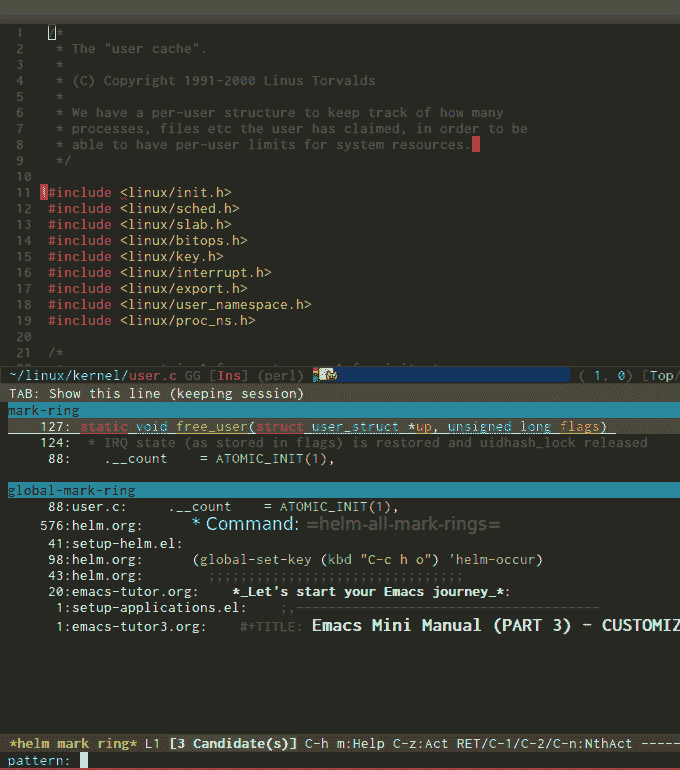 1 /*
2 * The "user cache".
3 *
4 * (C) Copyright 1991-2000 Linus Torvalds
5 *
6 * We have a per-user structure to keep track of how many
7 * processes, files etc the user has claimed, in order to be
8 * able to have per-user limits for system resources.
9 */
10
11 #include <linux/init.h>
12 #include <linux/sched.h>
13 #include <linux/slab.h>
14 #include <linux/bitops.h>
15 #include <linux/key.h>
16 #include <linux/interrupt.h>
17 #include <linux/export.h>
18 #include <linux/user_namespace.h>
19 #include <linux/proc_ns.h>
20
21 /*
~/linux/kernel/user.c GG [Ins] (perl) ( 1, 0) [Top/
TAB: Show this line (keeping session)
mark-ring
127: static void free_user(struct user_struct *up, unsigned long flags)
124: * IRQ state (as stored in flags) is restored and uidhash_lock released
88: .__count = ATOMIC_INIT(1),
global-mark-ring
88:user.c: .__count = ATOMIC_INIT(1),
576:helm.org: * Command: =helm-all-mark-rings=
41:setup-helm.el:
98:helm.org: (global-set-key (kbd "C-c h o") 'helm-occur)
43:helm.org: ;;;;;;;;;;;;;;;;;;;;;;;;;;;;;;;;
20:emacs-tutor.org: *_Let's start your Emacs journey_*:
1:setup-applications.el: ;,--------------------------------------
1:emacs-tutor3.org: #+TITLE: Emacs Mini Manual (PART 3) - CUSTOMIZ
*helm mark ring* L1 [3 Candidate(s)] C-h m:Help C-z:Act RET/C-1/C-2/C-n:NthAct -----
pattern: